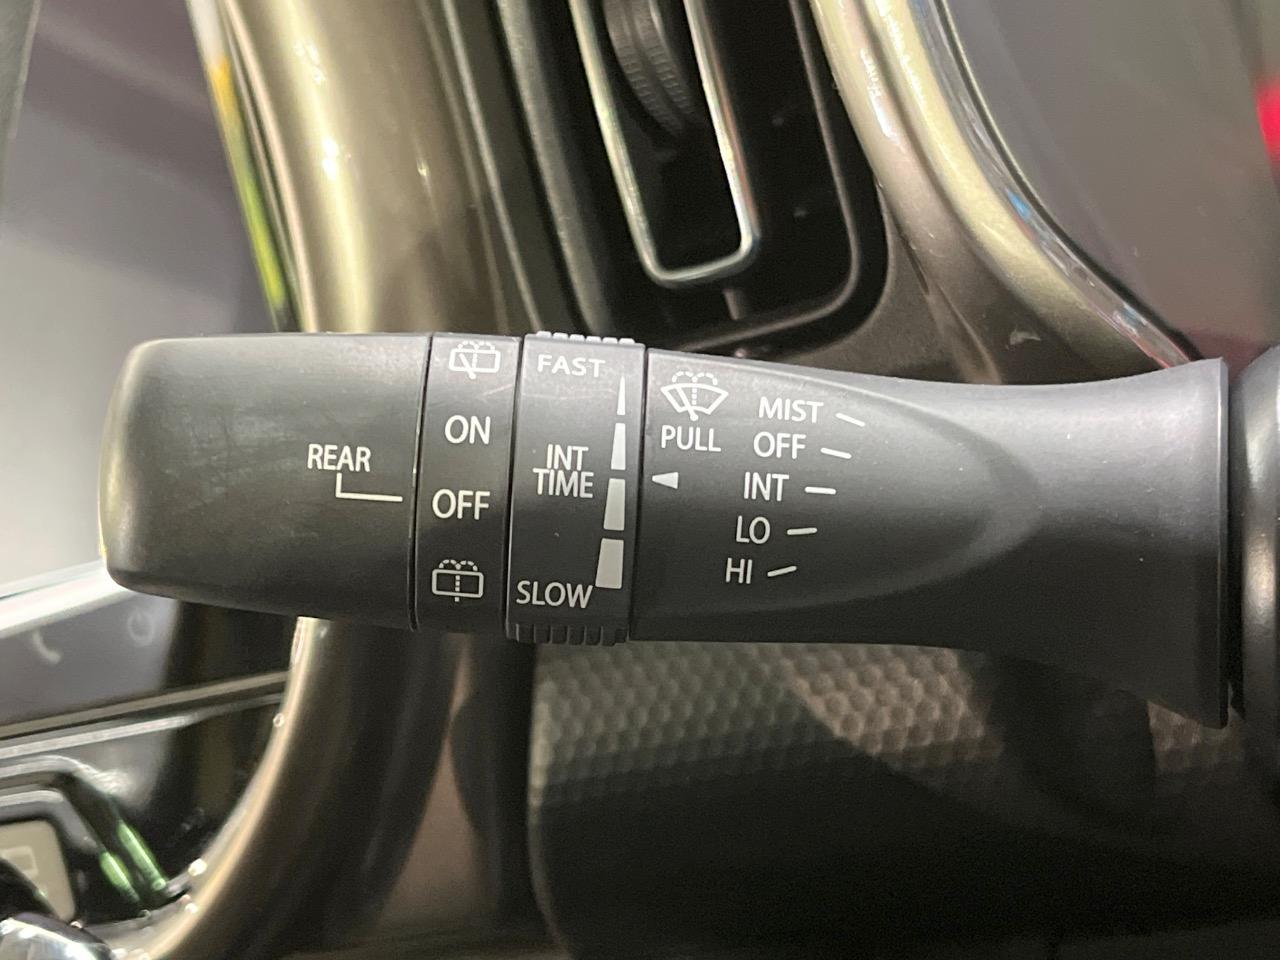 REAR
ON
OFF
FAST
INT
TIME
SLOW
PULL
MIST
OFF
INT
LO
HI